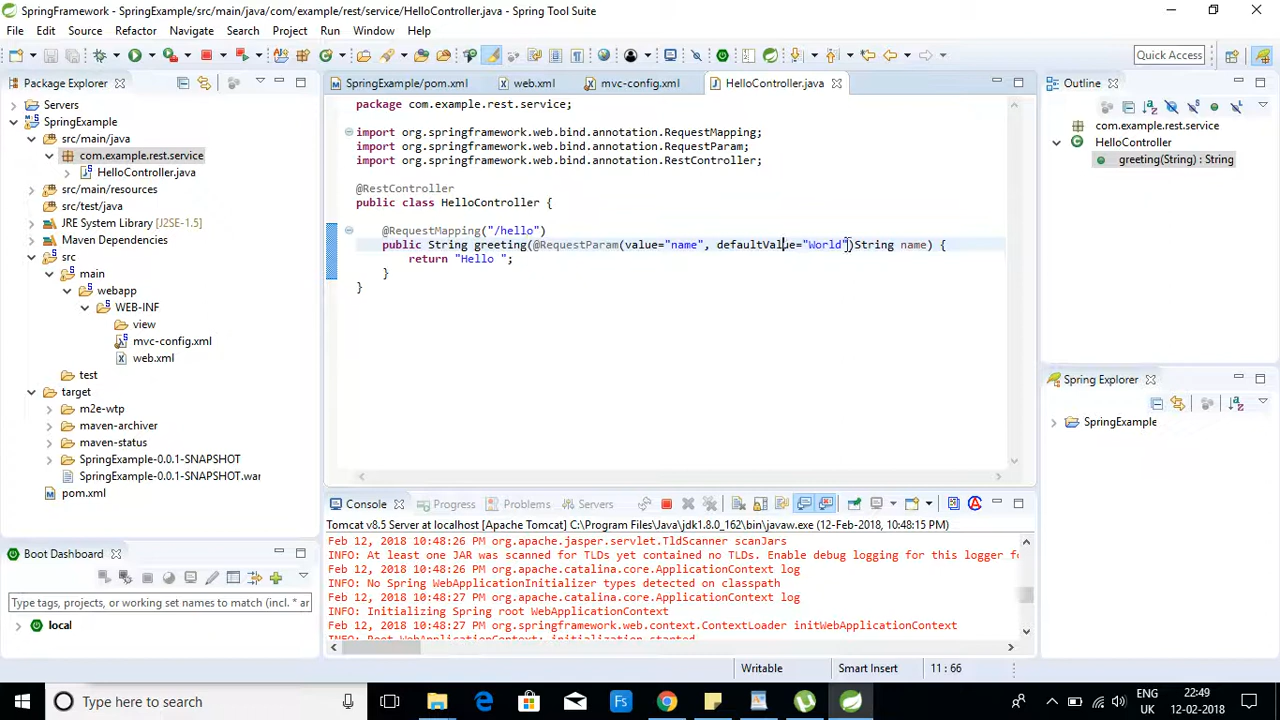 SpringFramework - SpringExample/src/main/java/com/example/rest/service/HelloController.java - Spring Tool Suite
File Edit Source Refactor Navigate Search Project Run Window Help
Quick Access
Package Explorer
SpringExample/pom.xml web.xml mvc-config.xml HelloController.java
Outline
Servers
SpringExample
src/main/java
com.example.rest.service
HelloController.java
src/main/resources
src/test/java
JRE System Library [J2SE-1.5]
Maven Dependencies
src
main
webapp
WEB-INF
view
mvc-config.xml
web.xml
test
target
m2e-wtp
maven-archiver
maven-status
SpringExample-0.0.1-SNAPSHOT
SpringExample-0.0.1-SNAPSHOT.war
pom.xml
package com.example.rest.service;
import org.springframework.web.bind.annotation.RequestMapping;
import org.springframework.web.bind.annotation.RequestParam;
import org.springframework.web.bind.annotation.RestController;
@RestController
public class HelloController {
@RequestMapping("/hello")
public String greeting(@RequestParam(value="name", defaultValue="World")String name) {
return "Hello ";
}
}
com.example.rest.service
HelloController
greeting(String) : String
Spring Explorer
SpringExample
Boot Dashboard
Type tags, projects, or working set names to match (incl. * ar
local
Console Progress Problems Servers
Tomcat v8.5 Server at localhost [Apache Tomcat] C:\Program Files\Java\jdk1.8.0_162\bin\javaw.exe (12-Feb-2018, 10:48:15 PM)
Feb 12, 2018 10:48:26 PM org.apache.jasper.servlet.TldScanner scanJars
INFO: At least one JAR was scanned for TLDs yet contained TLDs. Enable debug logging for this logger fo
Feb 12, 2018 10:48:26 PM org.apache.catalina.core.ApplicationContext log
INFO: No Spring WebApplicationInitializer types detected on classpath
Feb 12, 2018 10:48:27 PM org.apache.catalina.core.ApplicationContext log
INFO: Initializing Spring root WebApplicationContext
Feb 12, 2018 10:48:27 PM org.springframework.web.context.ContextLoader initWebApplicationContext
INFO: Root WebApplicationContext: initialization started
Writable Smart Insert 11 : 66
Type here to search
Fs
ENG
UK
22:49
12-02-2018